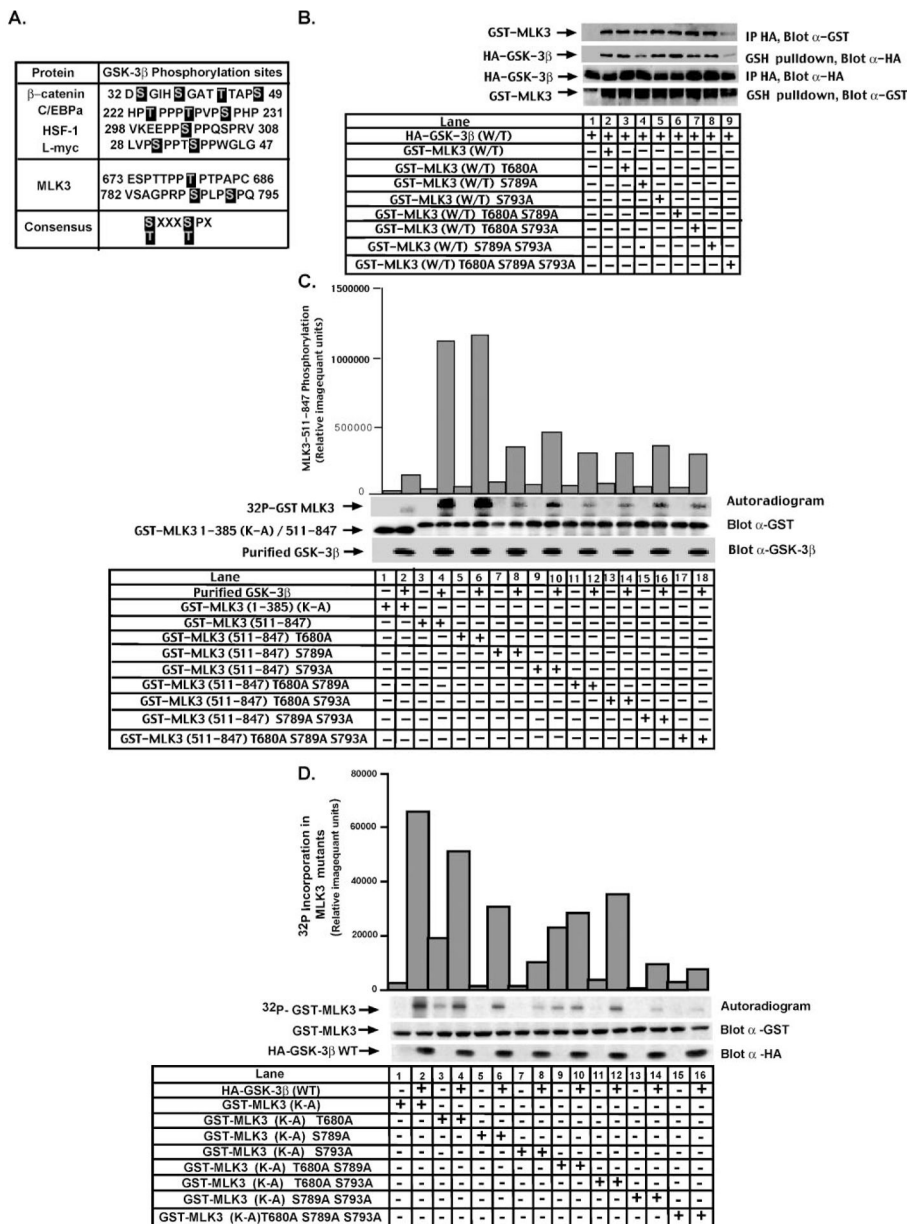 A.
Protein GSK-3β Phosphorylation sites
β-catenin 32 D S GIH S GAT T TAP S 49
C/EBPa 222 HP T PPP T PVP S PHP 231
HSF-1 298 VKEEPP S PPQSPRV 308
L-myc 28 LVP S PPT S PPWGLG 47
MLK3 673 ESPTTPP T PTPAPC 686
782 VSAGPRP S PLP S PQ 795
Consensus S XXX S PX
T T
B.
GST-MLK3 IP HA, Blot α-GST
HA-GSK-3β GSH pulldown, Blot α-HA
HA-GSK-3β IP HA, Blot α-HA
GST-MLK3 GSH pulldown, Blot α-GST
Lane 1 2 3 4 5 6 7 8 9
HA-GSK-3β (W/T) + + + + + + + + +
GST-MLK3 (W/T) - + - - - - - - -
GST-MLK3 (W/T) T680A - - + - - - - - -
GST-MLK3 (W/T) S789A - - - + - - - - -
GST-MLK3 (W/T) S793A - - - - + - - - -
GST-MLK3 (W/T) T680A S789A - - - - - + - - -
GST-MLK3 (W/T) T680A S793A - - - - - - + - -
GST-MLK3 (W/T) S789A S793A - - - - - - - + -
GST-MLK3 (W/T) T680A S789A S793A - - - - - - - - +
C.
MLK3-511-847 Phosphorylation
(Relative imagequant units)
1500000
1000000
500000
0
32P-GST MLK3 Autoradiogram
GST-MLK3 1-385 (K-A) / 511-847 Blot α-GST
Purified GSK-3β Blot α-GSK-3β
Lane 1 2 3 4 5 6 7 8 9 10 11 12 13 14 15 16 17 18
Purified GSK-3β - + - + - + - + - + - + - + - + - +
GST-MLK3 (1-385) (K-A) + + - - - - - - - - - - - - - - - -
GST-MLK3 (511-847) - - + + - - - - - - - - - - - - - -
GST-MLK3 (511-847) T680A - - - - + + - - - - - - - - - - - -
GST-MLK3 (511-847) S789A - - - - - - + + - - - - - - - - - -
GST-MLK3 (511-847) S793A - - - - - - - - + + - - - - - - - -
GST-MLK3 (511-847) T680A S789A - - - - - - - - - - + + - - - - - -
GST-MLK3 (511-847) T680A S793A - - - - - - - - - - - - + + - - - -
GST-MLK3 (511-847) S789A S793A - - - - - - - - - - - - - - + + - -
GST-MLK3 (511-847) T680A S789A S793A - - - - - - - - - - - - - - - - + +
D.
32P incorporation in
MLK3 mutants
(Relative imagequant units)
80000
60000
40000
20000
0
32P- GST-MLK3 Autoradiogram
GST-MLK3 Blot α-GST
HA-GSK-3β WT Blot α-HA
Lane 1 2 3 4 5 6 7 8 9 10 11 12 13 14 15 16
HA-GSK-3β (WT) - + - + - + - + - + - + - + - +
GST-MLK3 (K-A) + + - - - - - - - - - - - - - -
GST-MLK3 (K-A) T680A - - + + - - - - - - - - - - - -
GST-MLK3 (K-A) S789A - - - - + + - - - - - - - - - -
GST-MLK3 (K-A) S793A - - - - - - + + - - - - - - - -
GST-MLK3 (K-A) T680A S789A - - - - - - - - + + - - - - - -
GST-MLK3 (K-A) T680A S793A - - - - - - - - - - + + - - - -
GST-MLK3 (K-A) S789A S793A - - - - - - - - - - - - + + - -
GST-MLK3 (K-A)T680A S789A S793A - - - - - - - - - - - - - - + +